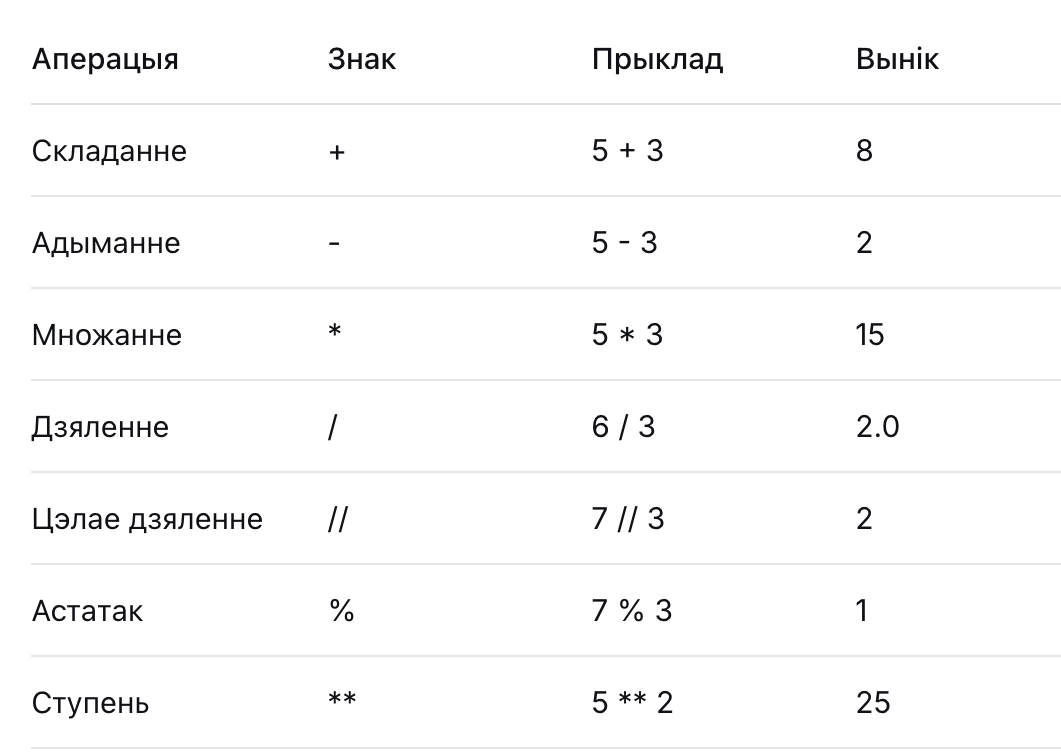 Аперацыя Знак Прыклад Вынік
Складанне + 5 + 3 8
Адыманне - 5 - 3 2
Множанне * 5 * 3 15
Дзяленне / 6 / 3 2.0
Цэлае дзяленне // 7 // 3 2
Астатак % 7 % 3 1
Ступень ** 5 ** 2 25